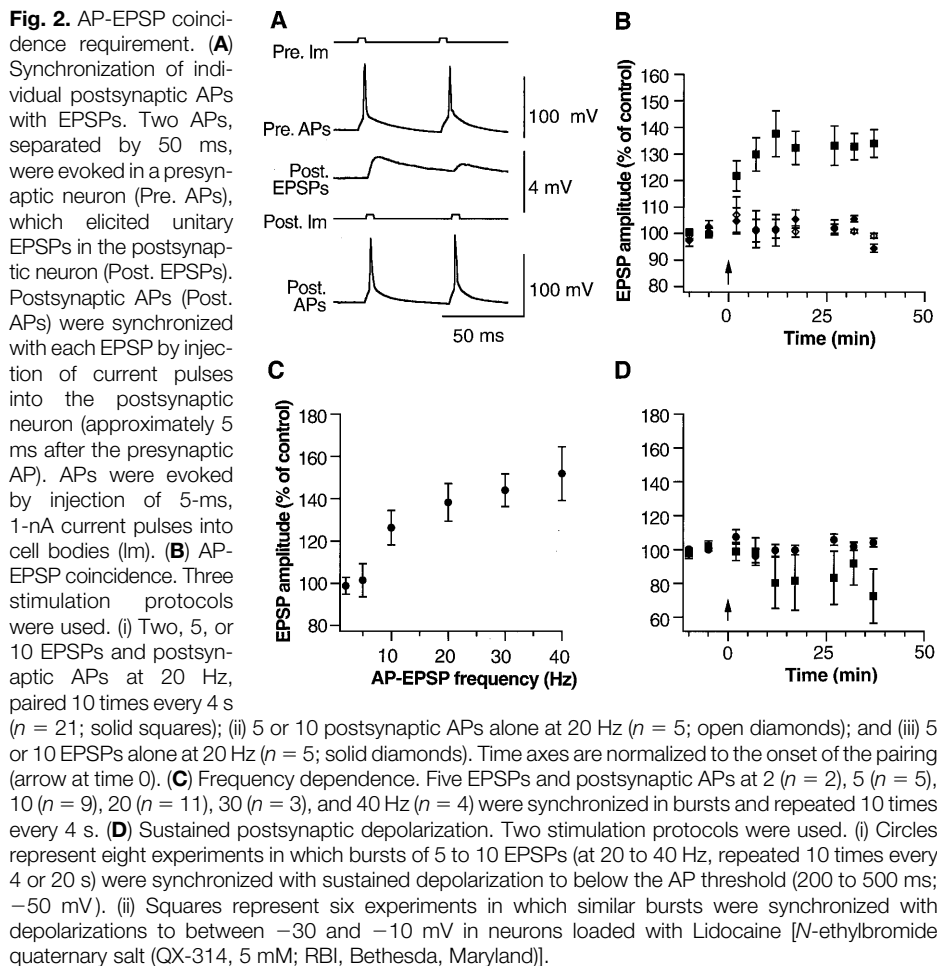 Fig. 2. AP-EPSP coinci-
dence requirement. (A)
Synchronization of indi-
vidual postsynaptic APs
with EPSPs. Two APs,
separated by 50 ms,
were evoked in a presyn-
aptic neuron (Pre. APs),
which elicited unitary
EPSPs in the postsynap-
tic neuron (Post. EPSPs).
Postsynaptic APs (Post.
APs) were synchronized
with each EPSP by injec-
tion of current pulses
into the postsynaptic
neuron (approximately 5
ms after the presynaptic
AP). APs were evoked
by injection of 5-ms,
1-nA current pulses into
cell bodies (Im). (B) AP-
EPSP coincidence. Three
stimulation protocols
were used. (i) Two, 5, or
10 EPSPs and postsyn-
aptic APs at 20 Hz,
paired 10 times every 4 s
(n = 21; solid squares); (ii) 5 or 10 postsynaptic APs alone at 20 Hz (n = 5; open diamonds); and (iii) 5
or 10 EPSPs alone at 20 Hz (n = 5; solid diamonds). Time axes are normalized to the onset of the pairing
(arrow at time 0). (C) Frequency dependence. Five EPSPs and postsynaptic APs at 2 (n = 2), 5 (n = 5),
10 (n = 9), 20 (n = 11), 30 (n = 3), and 40 Hz (n = 4) were synchronized in bursts and repeated 10 times
every 4 s. (D) Sustained postsynaptic depolarization. Two stimulation protocols were used. (i) Circles
represent eight experiments in which bursts of 5 to 10 EPSPs (at 20 to 40 Hz, repeated 10 times every
4 or 20 s) were synchronized with sustained depolarization to below the AP threshold (200 to 500 ms;
−50 mV). (ii) Squares represent six experiments in which similar bursts were synchronized with
depolarizations to between −30 and −10 mV in neurons loaded with Lidocaine [N-ethylbromide
quaternary salt (QX-314, 5 mM; RBI, Bethesda, Maryland)].
A
Pre. Im
Pre. APs
100 mV
Post.
EPSPs
4 mV
Post. Im
Post.
APs
100 mV
50 ms
B
EPSP amplitude (% of control)
160
150
140
130
120
110
100
90
80
0
25
50
Time (min)
C
EPSP amplitude (% of control)
180
160
140
120
100
80
10
20
30
40
AP-EPSP frequency (Hz)
D
180
160
140
120
100
80
60
0
25
50
Time (min)